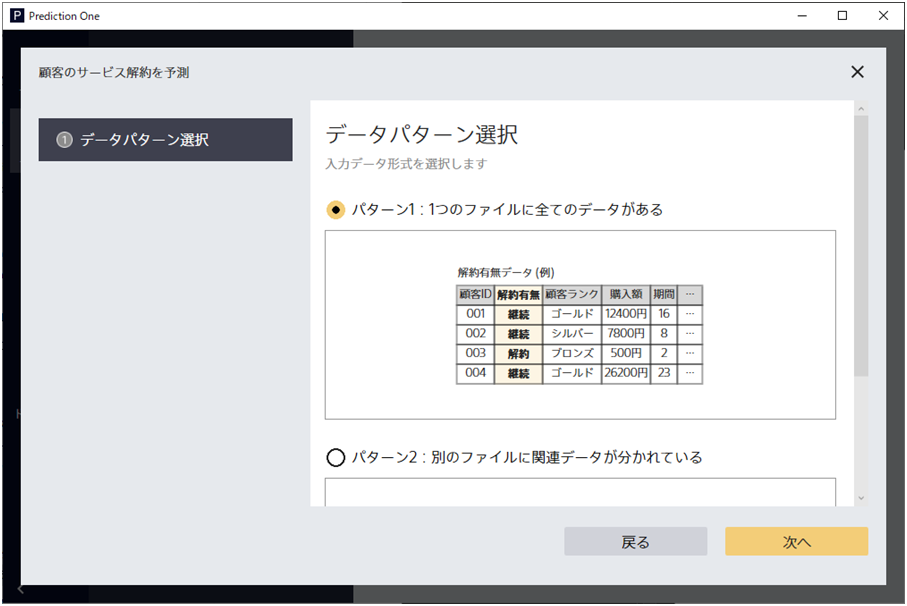 P Prediction One
顧客のサービス解約を予測
1 データパターン選択
データパターン選択
入力データ形式を選択します
パターン1：1つのファイルに全てのデータがある
解約有無データ (例)
顧客ID 解約有無 顧客ランク 購入額 期間 …
001 継続 ゴールド 12400円 16 …
002 継続 シルバー 7800円 8 …
003 解約 ブロンズ 500円 2 …
004 継続 ゴールド 26200円 23 …
パターン2：別のファイルに関連データが分かれている
戻る 次へ